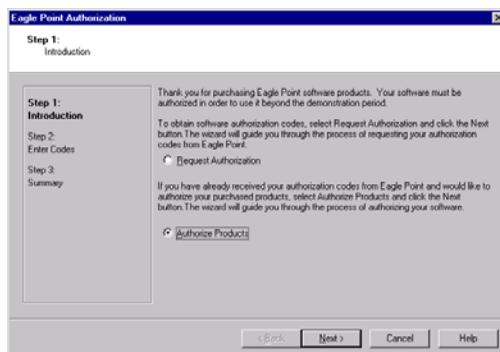 Eagle Point Authorization
Step 1:
Introduction
Step 1:
Introduction
Step 2:
Enter Codes
Step 3:
Summary
Thank you for purchasing Eagle Point software products. Your software must be
authorized in order to use it beyond the demonstration period.
To obtain software authorization codes, select Request Authorization and click the Next
button. The wizard will guide you through the process of requesting your authorization
codes from Eagle Point.
Request Authorization
If you have already received your authorization codes from Eagle Point and would like to
authorize your purchased products, select Authorize Products and click the Next
button. The wizard will guide you through the process of authorizing your software.
Authorize Products
< Back
Next >
Cancel
Help